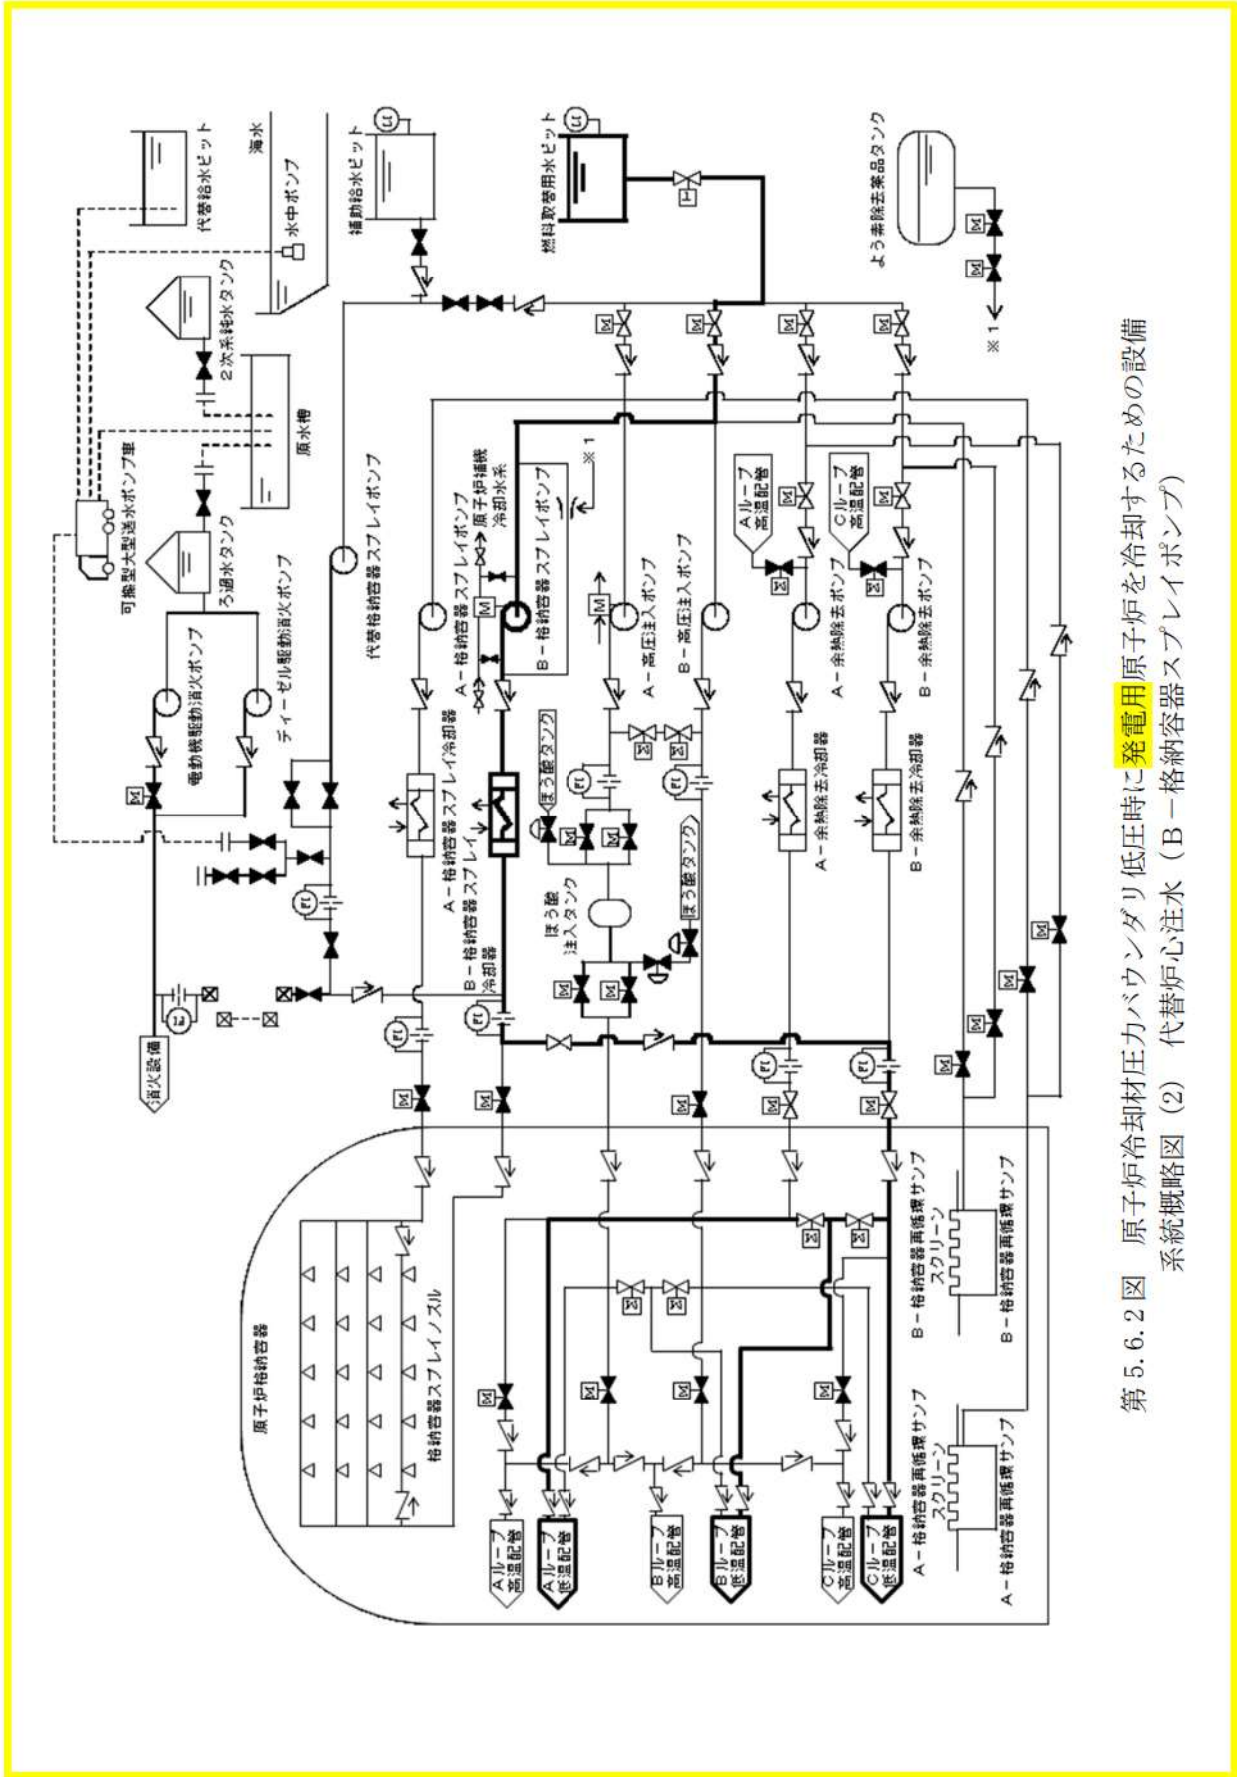 代替給水ピット
海水
水中ポンプ
2次系純水タンク
原水槽
可搬型大型送水ポンプ車
ろ過水タンク
電動機駆動消火ポンプ
ディーゼル駆動消火ポンプ
消火設備
補助給水ピット
燃料取替用水ピット
よう素除去薬品タンク
※1
代替格納容器スプレイポンプ
A-格納容器スプレイポンプ
原子炉補機
冷却水系
B-格納容器スプレイポンプ
※1
A-高圧注入ポンプ
B-高圧注入ポンプ
Aループ
高温配管
Cループ
高温配管
A-余熱除去ポンプ
B-余熱除去ポンプ
A-格納容器スプレイ冷却器
B-格納容器スプレイ
冷却器
ほう酸タンク
ほう酸
注入タンク
ほう酸タンク
A-余熱除去冷却器
B-余熱除去冷却器
原子炉格納容器
格納容器スプレイノズル
Aループ
高温配管
Aループ
低温配管
Bループ
高温配管
Bループ
低温配管
Cループ
高温配管
Cループ
低温配管
B-格納容器再循環サンプ
スクリーン
B-格納容器再循環サンプ
A-格納容器再循環サンプ
スクリーン
A-格納容器再循環サンプ
第5.6.2図 原子炉冷却材圧力バウンダリ低圧時に発電用原子炉を冷却するための設備
系統概略図 (2) 代替炉心注水 (B-格納容器スプレイポンプ)